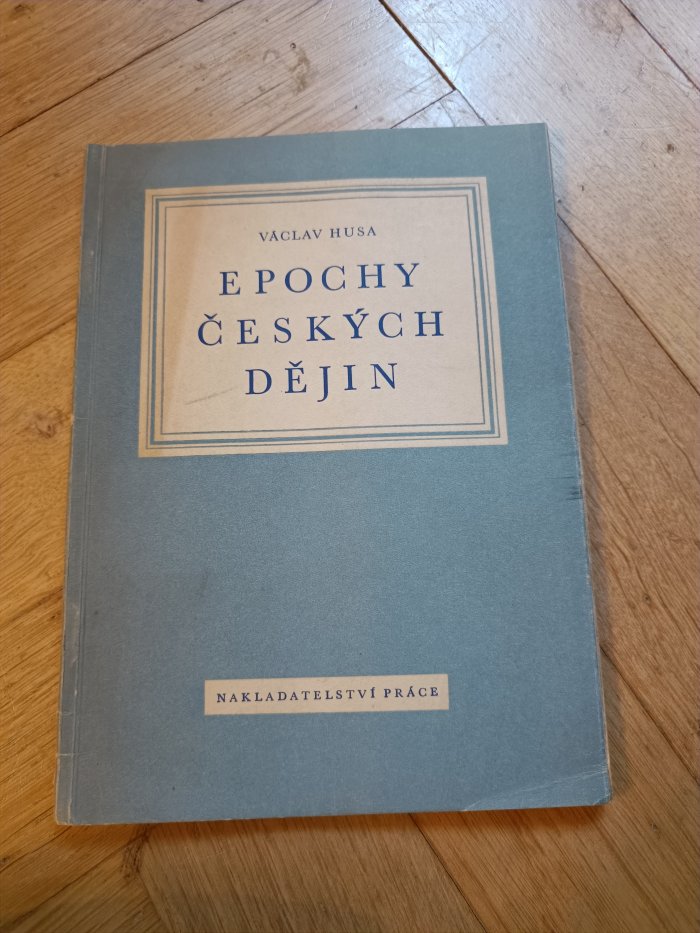 VÁCLAV HUSA
EPOCHY
ČESKÝCH
DĚJIN
NAKLADATELSTVÍ PRÁCE